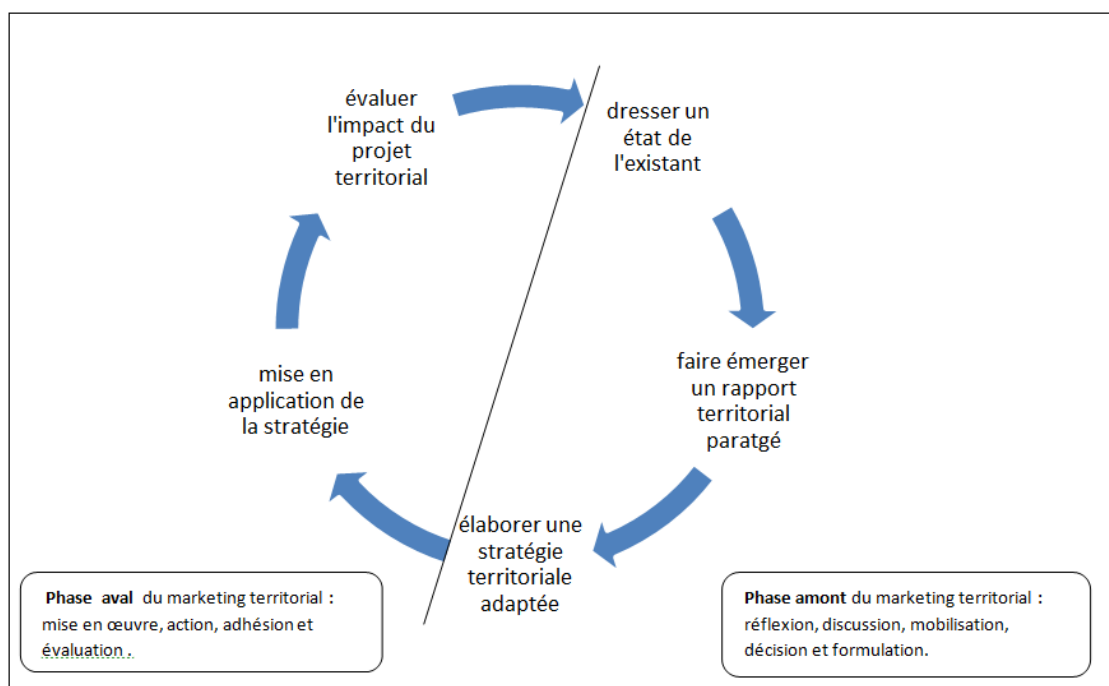 évaluer
l'impact du
projet
territorial
dresser un
état de
l'existant
faire émerger
un rapport
territorial
paratgé
élaborer une
stratégie
territoriale
adaptée
mise en
application de
la stratégie
Phase aval du marketing territorial :
mise en œuvre, action, adhésion et
évaluation .
Phase amont du marketing territorial :
réflexion, discussion, mobilisation,
décision et formulation.